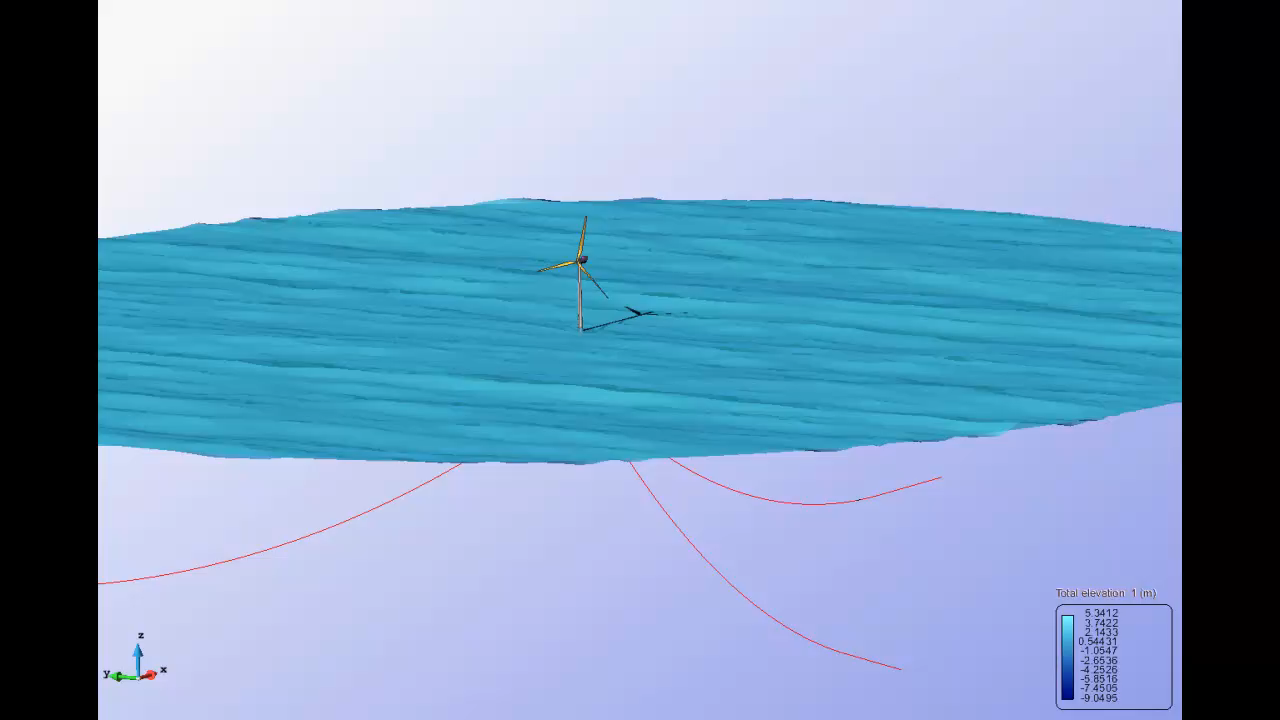 z
y
x
Total elevation 1 (m)
5.3412
3.7422
2.1433
0.54431
-1.0547
-2.6536
-4.2526
-5.8516
-7.4505
-9.0495